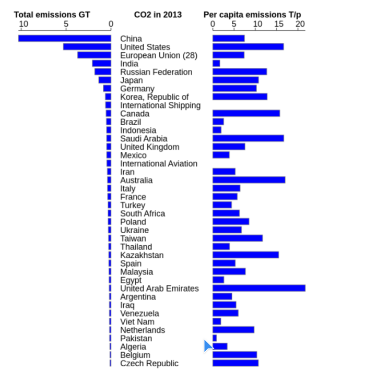 Total emissions GT CO2 in 2013 Per capita emissions T/p
10 5 0 0 5 10 15 20
China
United States
European Union (28)
India
Russian Federation
Japan
Germany
Korea, Republic of
International Shipping
Canada
Brazil
Indonesia
Saudi Arabia
United Kingdom
Mexico
International Aviation
Iran
Australia
Italy
France
Turkey
South Africa
Poland
Ukraine
Taiwan
Thailand
Kazakhstan
Spain
Malaysia
Egypt
United Arab Emirates
Argentina
Iraq
Venezuela
Viet Nam
Netherlands
Pakistan
Algeria
Belgium
Czech Republic